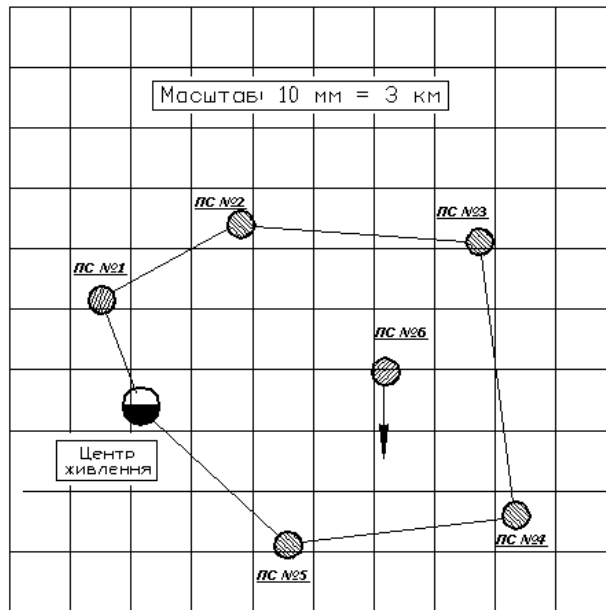 Масштаб: 10 мм = 3 км
ПС №2
ПС №3
ПС №1
ПС №6
Центр
живлення
ПС №4
ПС №5